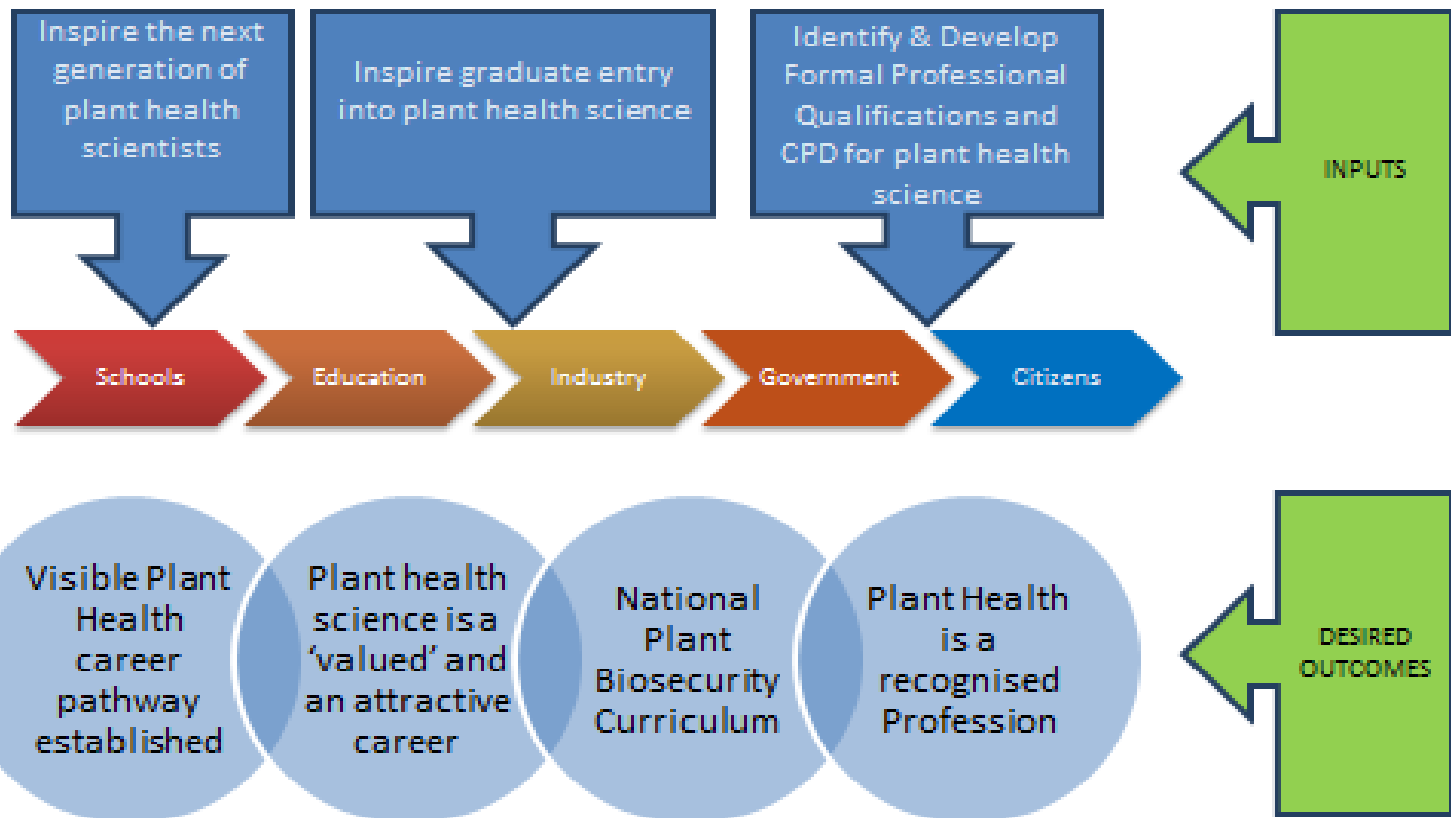 Inspire the next
generation of
plant health
scientists
Inspire graduate entry
into plant health science
Identify & Develop
Formal Professional
Qualifications and
CPD for plant health
science
INPUTS
Schools
Education
Industry
Government
Citizens
Visible Plant
Health
career
pathway
established
Plant health
science is a
‘valued’ and
an attractive
career
National
Plant
Biosecurity
Curriculum
Plant Health
is a
recognised
Profession
DESIRED
OUTCOMES